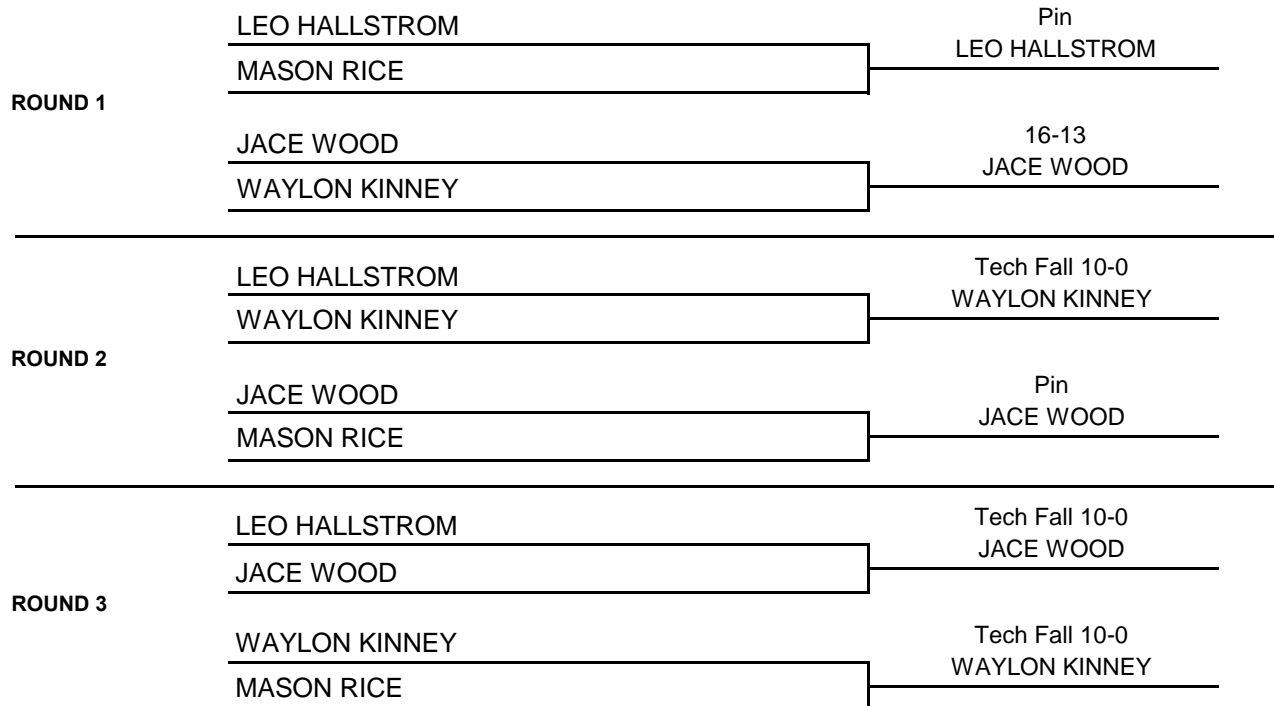 LEO HALLSTROM
Pin
LEO HALLSTROM
MASON RICE
ROUND 1
JACE WOOD
16-13
JACE WOOD
WAYLON KINNEY
LEO HALLSTROM
Tech Fall 10-0
WAYLON KINNEY
WAYLON KINNEY
ROUND 2
JACE WOOD
Pin
JACE WOOD
MASON RICE
LEO HALLSTROM
Tech Fall 10-0
JACE WOOD
JACE WOOD
ROUND 3
WAYLON KINNEY
Tech Fall 10-0
WAYLON KINNEY
MASON RICE